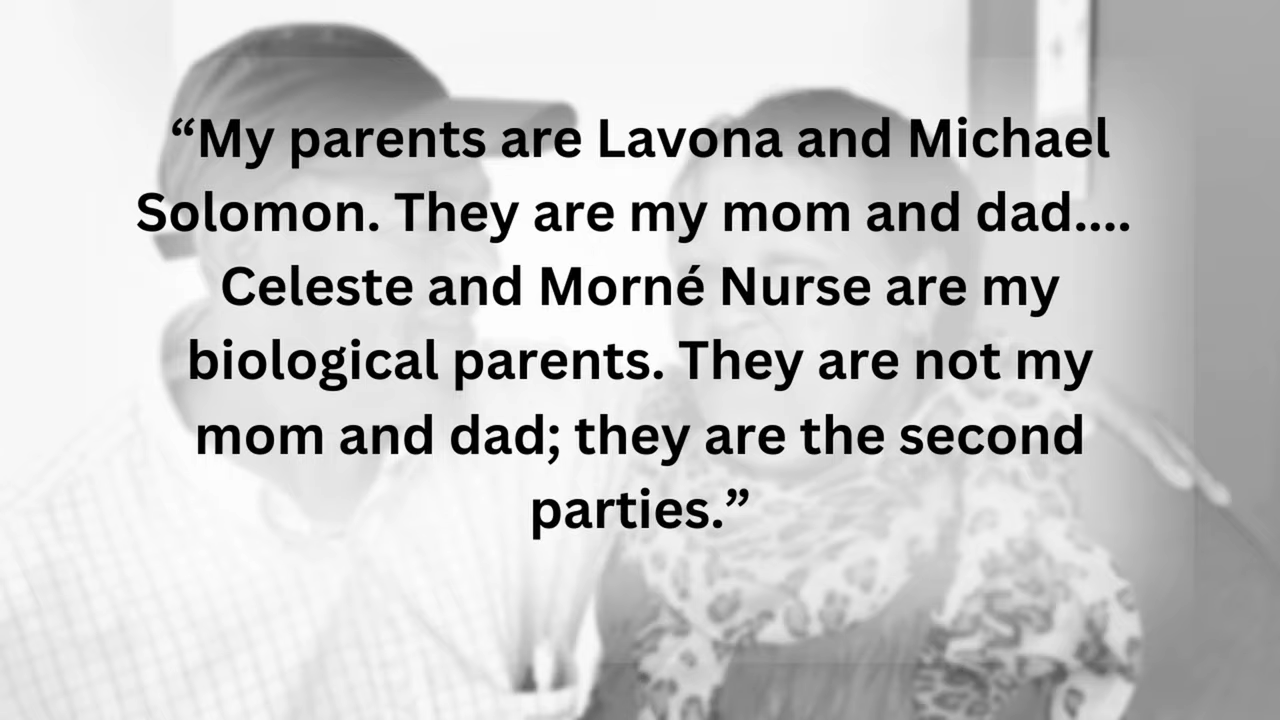 “My parents are Lavona and Michael
Solomon. They are my mom and dad....
Celeste and Morné Nurse are my
biological parents. They are not my
mom and dad; they are the second
parties.”